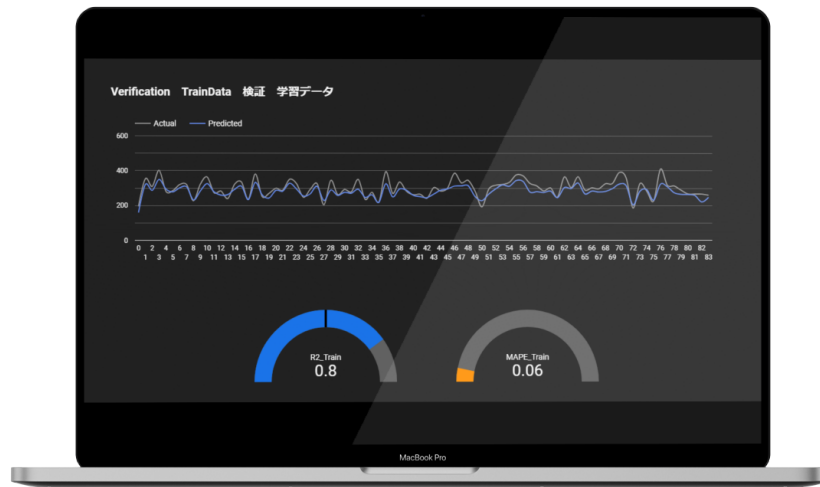 Verification TrainData 検証 学習データ
Actual Predicted
600
400
200
0
0 2 4 6 8 10 12 14 16 18 20 22 24 26 28 30 32 34 36 38 40 42 44 46 48 50 52 54 56 58 60 62 64 66 68 70 72 74 76 78 80 82
1 3 5 7 9 11 13 15 17 19 21 23 25 27 29 31 33 35 37 39 41 43 45 47 49 51 53 55 57 59 61 63 65 67 69 71 73 75 77 79 81 83
R2_Train
0.8
MAPE_Train
0.06
MacBook Pro